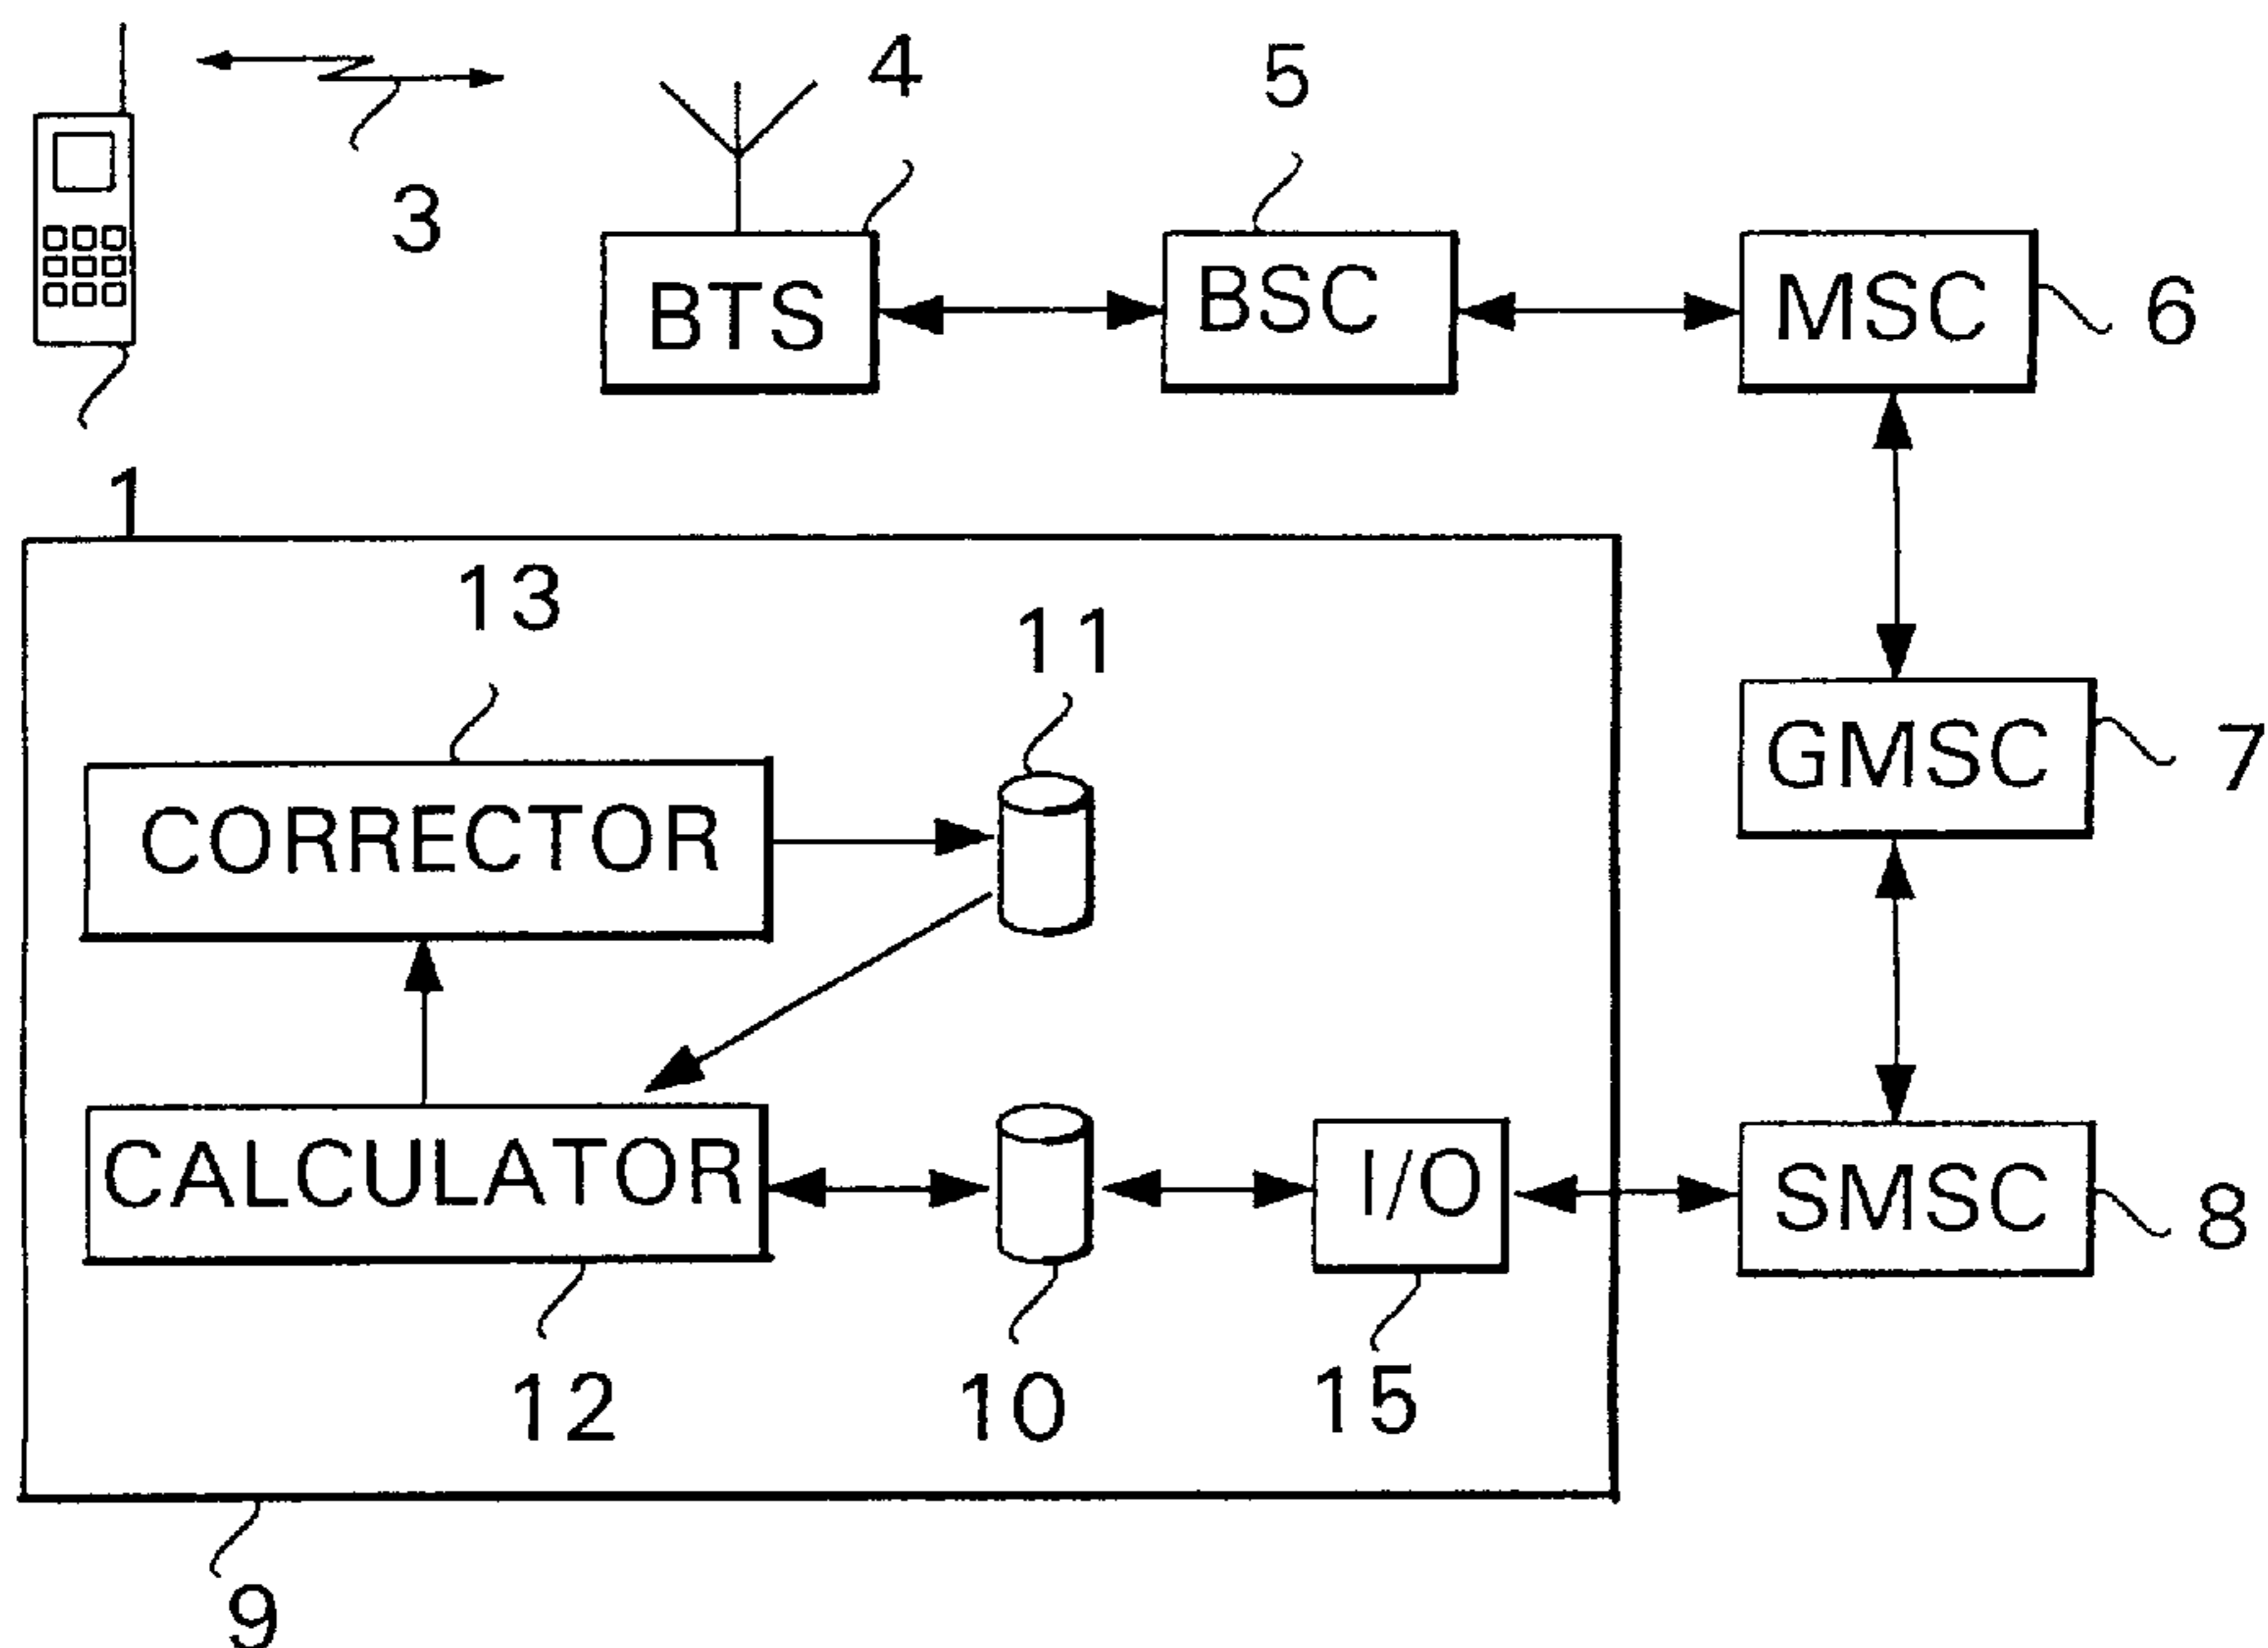 4
5
3
BTS
BSC
MSC
6
1
13
11
GMSC
7
CORRECTOR
CALCULATOR
I/O
SMSC
8
12
10
15
9